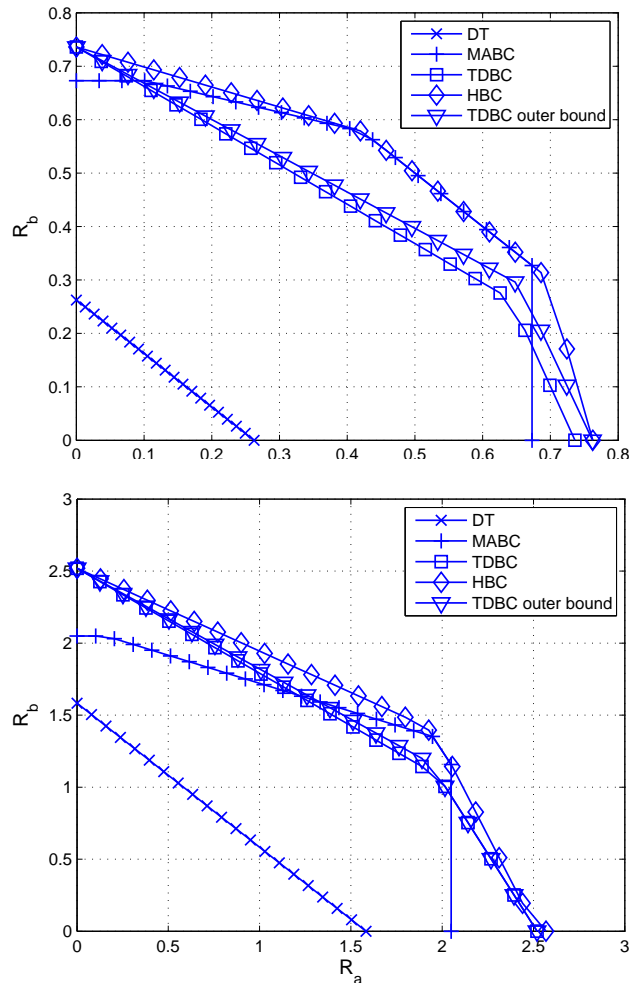 0.8
0.7
0.6
0.5
0.4
0.3
0.2
0.1
0
R_b
DT
MABC
TDBC
HBC
TDBC outer bound
0 0.1 0.2 0.3 0.4 0.5 0.6 0.7 0.8
3
2.5
2
1.5
1
0.5
0
R_b
DT
MABC
TDBC
HBC
TDBC outer bound
0 0.5 1 1.5 2 2.5 3
R_a